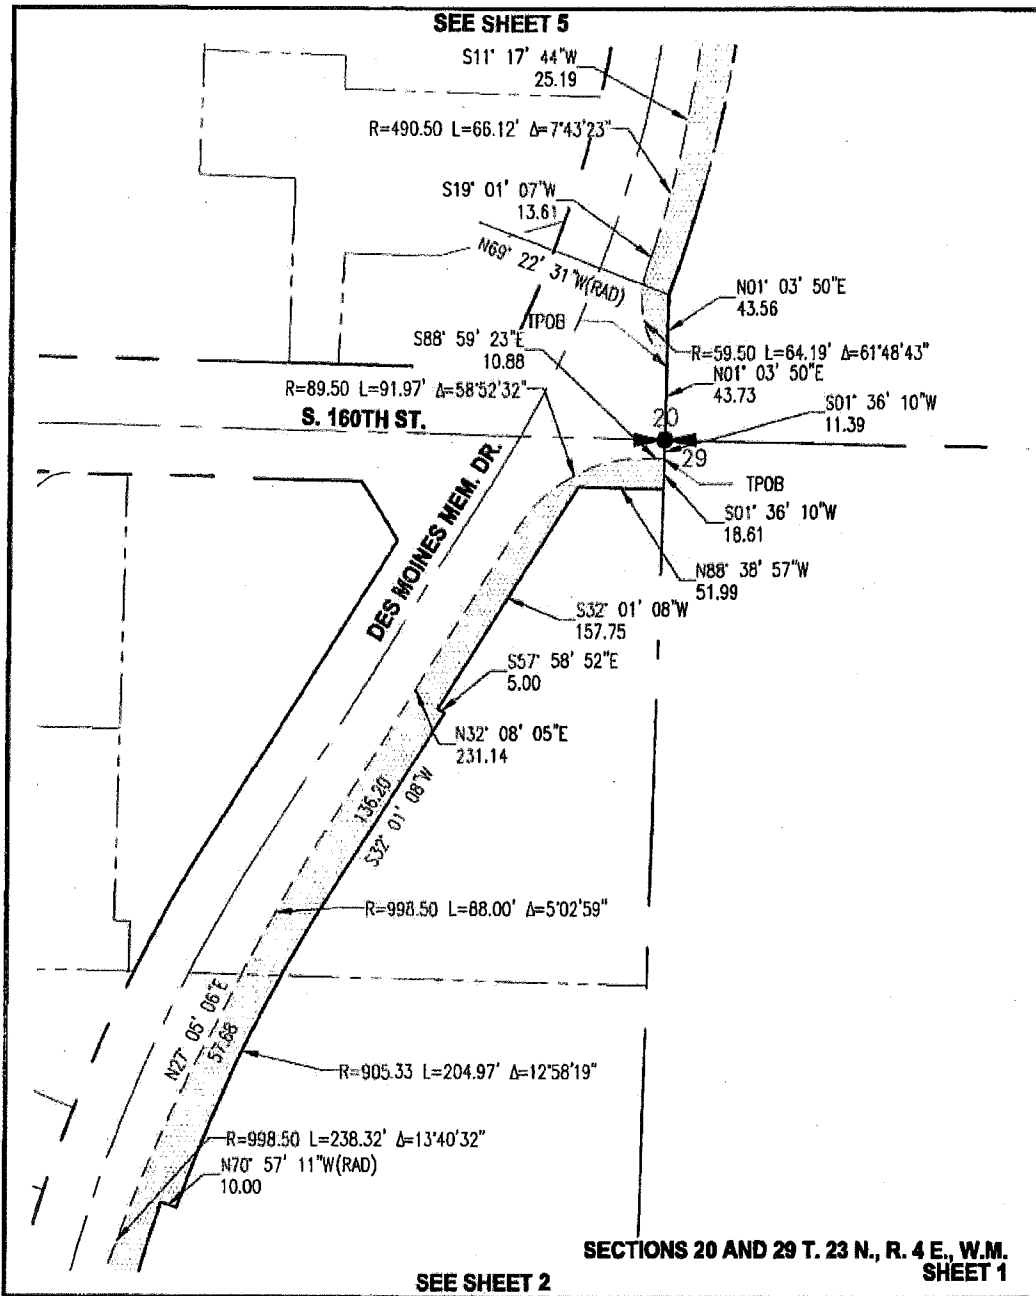 SEE SHEET 5
S11° 17' 44"W
25.19
R=490.50 L=66.12' Δ=7°43'23"
S19° 01' 07"W
13.61
N69° 22' 31"W(RAD)
N01° 03' 50"E
43.56
TPOB
S88° 59' 23"E
10.88
R=59.50 L=64.19' Δ=61°48'43"
N01° 03' 50"E
43.73
R=89.50 L=91.97' Δ=58°52'32"
S. 160TH ST.
S01° 36' 10"W
11.39
20
29
TPOB
S01° 36' 10"W
18.61
DES MOINES MEM. DR.
N88° 38' 57"W
51.99
S32° 01' 08"W
157.75
S57° 58' 52"E
5.00
N32° 08' 05"E
231.14
136.20
S32° 01' 08"W
R=998.50 L=88.00' Δ=5°02'59"
N27° 05' 06"E
57.68
R=905.33 L=204.97' Δ=12°58'19"
R=998.50 L=238.32' Δ=13°40'32"
N70° 57' 11"W(RAD)
10.00
SECTIONS 20 AND 29 T. 23 N., R. 4 E., W.M.
SHEET 1
SEE SHEET 2